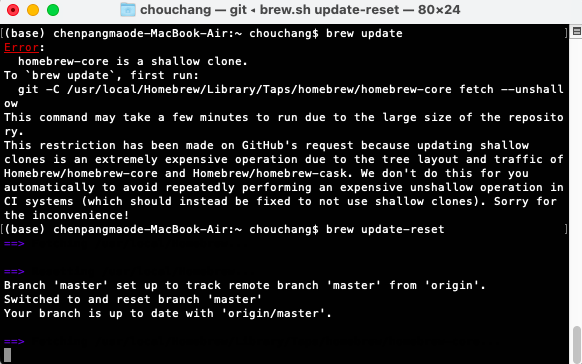 chouchang — git ◂ brew.sh update-reset — 80×24
(base) chenpangmaode-MacBook-Air:~ chouchang$ brew update
Error:
  homebrew-core is a shallow clone.
To `brew update`, first run:
  git -C /usr/local/Homebrew/Library/Taps/homebrew/homebrew-core fetch --unshall
ow
This command may take a few minutes to run due to the large size of the reposito
ry.
This restriction has been made on GitHub's request because updating shallow
clones is an extremely expensive operation due to the tree layout and traffic of
Homebrew/homebrew-core and Homebrew/homebrew-cask. We don't do this for you
automatically to avoid repeatedly performing an expensive unshallow operation in
CI systems (which should instead be fixed to not use shallow clones). Sorry for
the inconvenience!
(base) chenpangmaode-MacBook-Air:~ chouchang$ brew update-reset
==>
==>
Branch 'master' set up to track remote branch 'master' from 'origin'.
Switched to and reset branch 'master'
Your branch is up to date with 'origin/master'.
==>